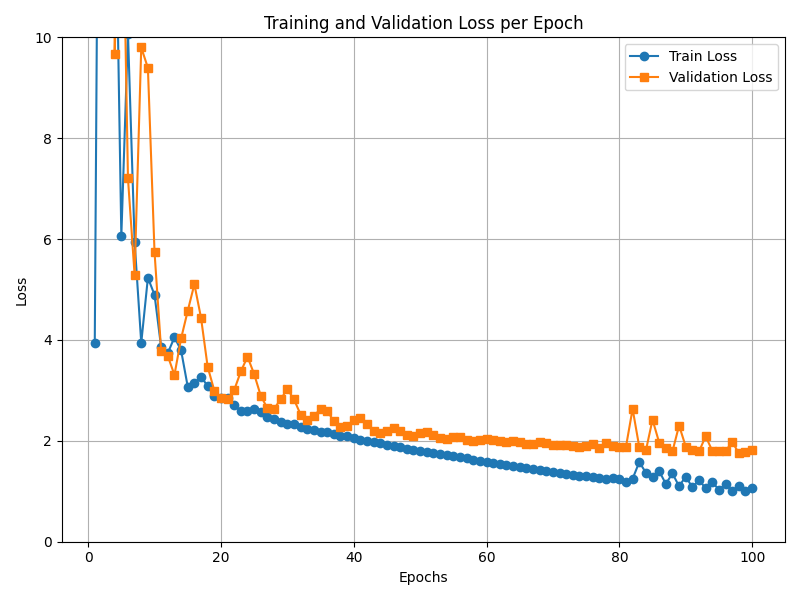 Training and Validation Loss per Epoch
Train Loss
Validation Loss
10
8
6
4
2
0
Loss
0 20 40 60 80 100
Epochs